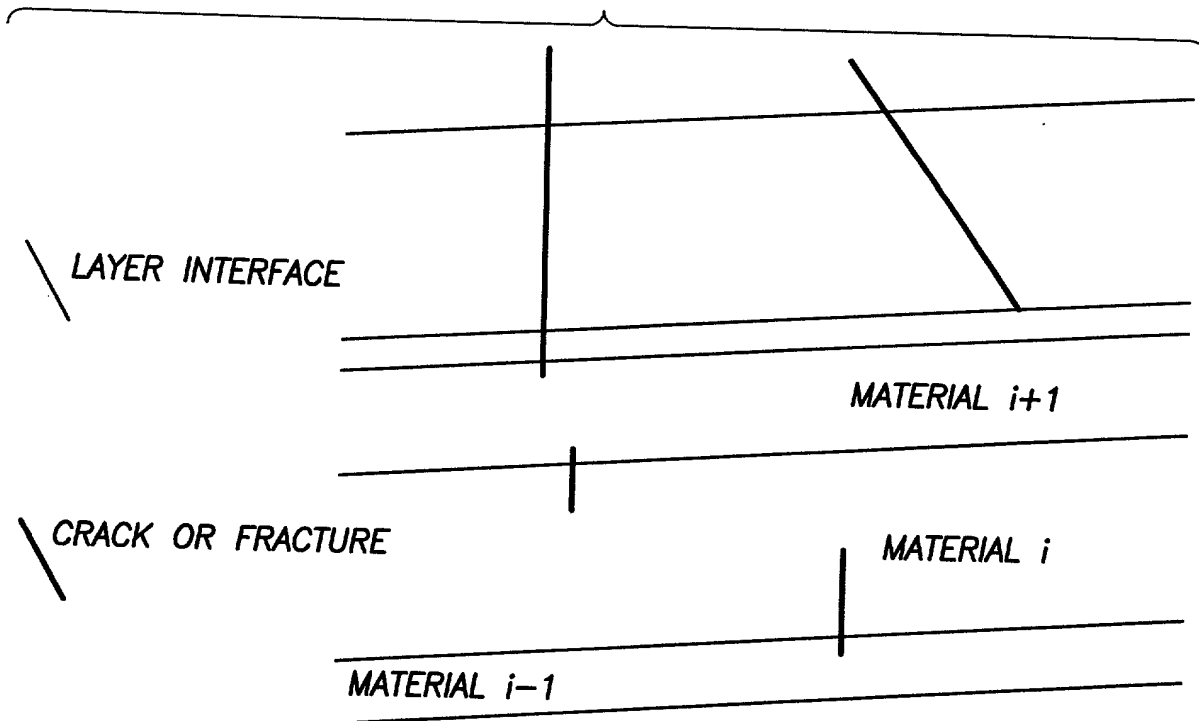 LAYER INTERFACE
MATERIAL i+1
CRACK OR FRACTURE
MATERIAL i
MATERIAL i-1